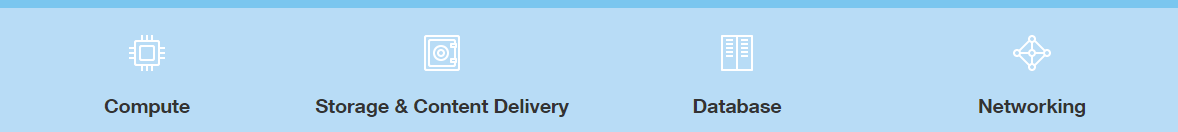 Compute
Storage & Content Delivery
Database
Networking